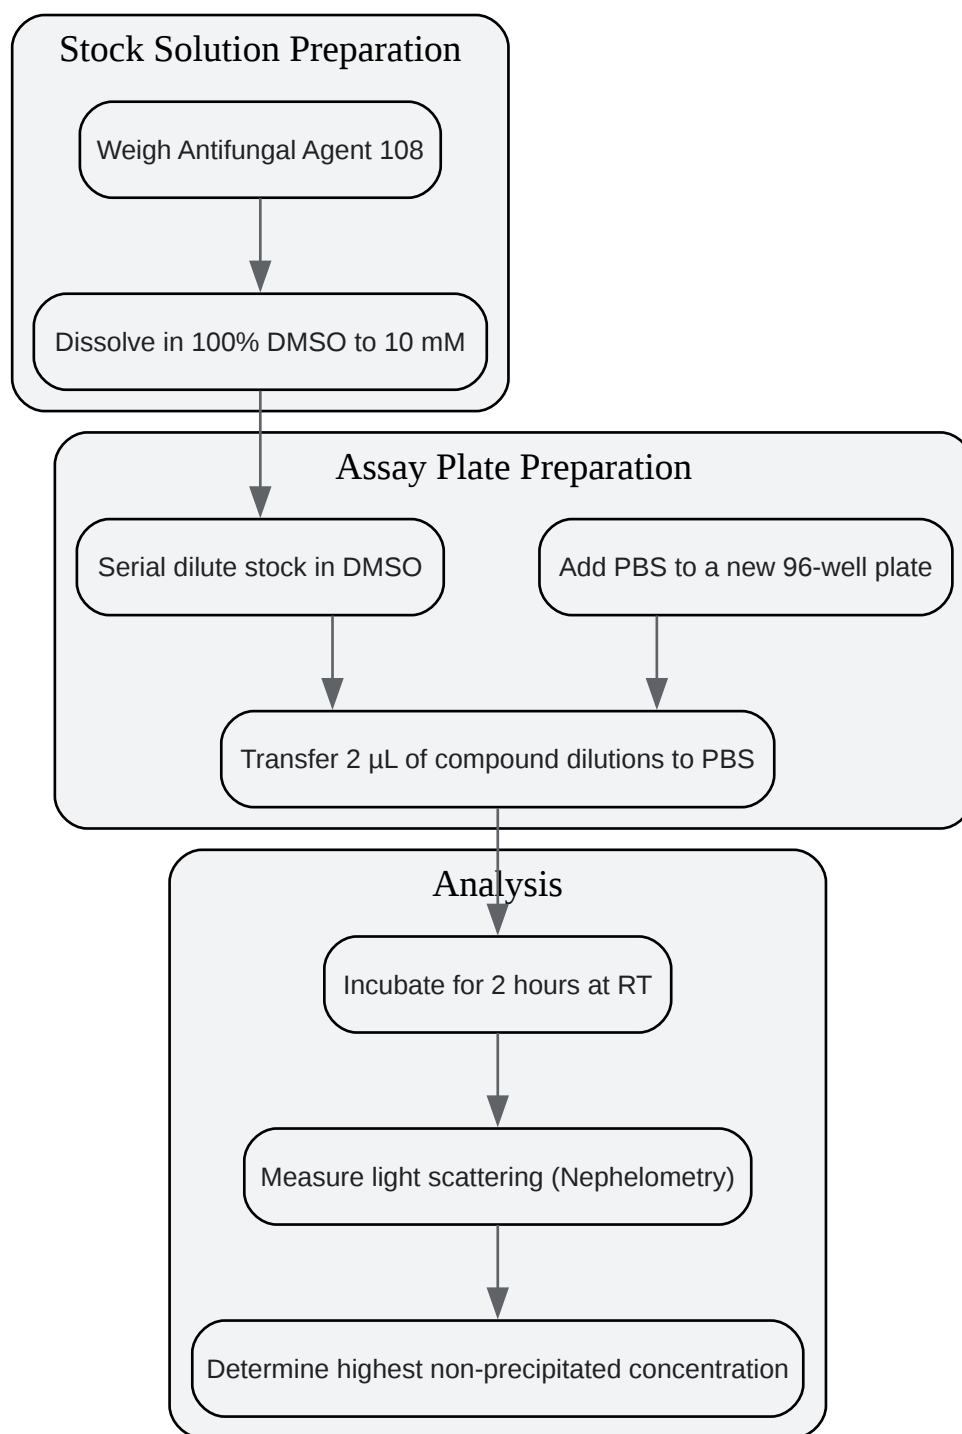 Stock Solution Preparation
Weigh Antifungal Agent 108
Dissolve in 100% DMSO to 10 mM
Assay Plate Preparation
Serial dilute stock in DMSO
Add PBS to a new 96-well plate
Transfer 2 µL of compound dilutions to PBS
Analysis
Incubate for 2 hours at RT
Measure light scattering (Nephelometry)
Determine highest non-precipitated concentration